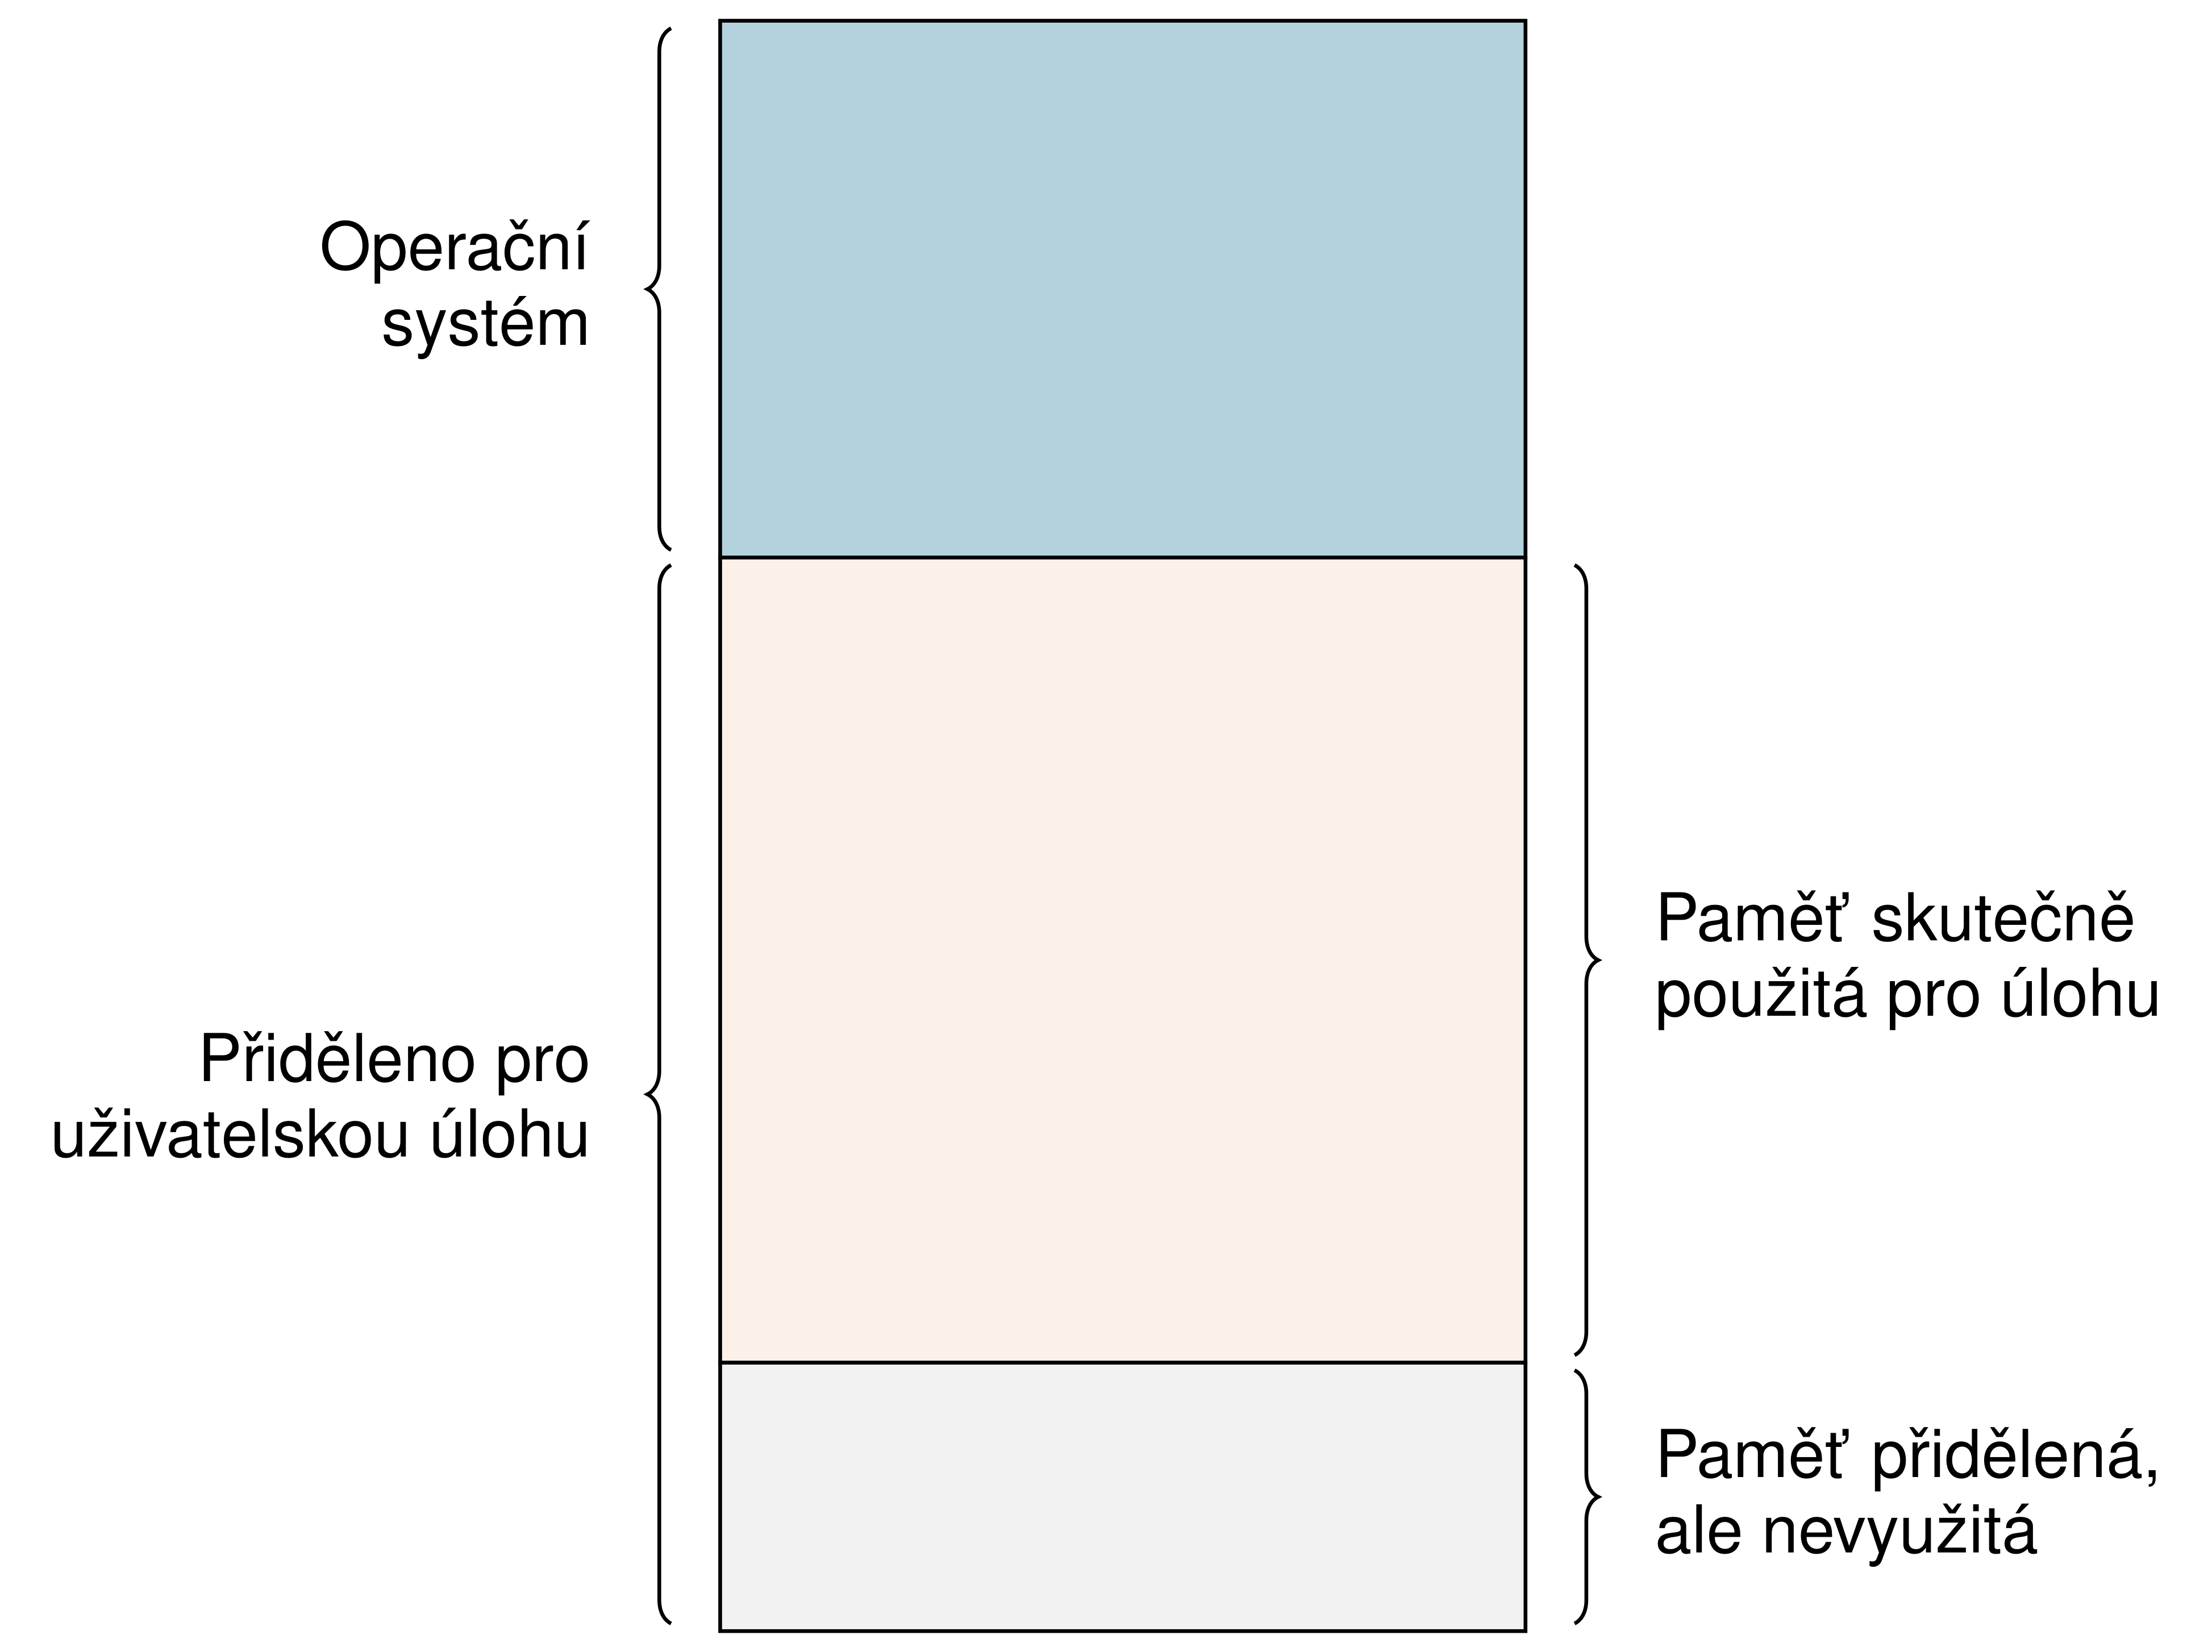 Operační
systém
Přiděleno pro
uživatelskou úlohu
Paměť skutečně
použitá pro úlohu
Paměť přidělená,
ale nevyužitá